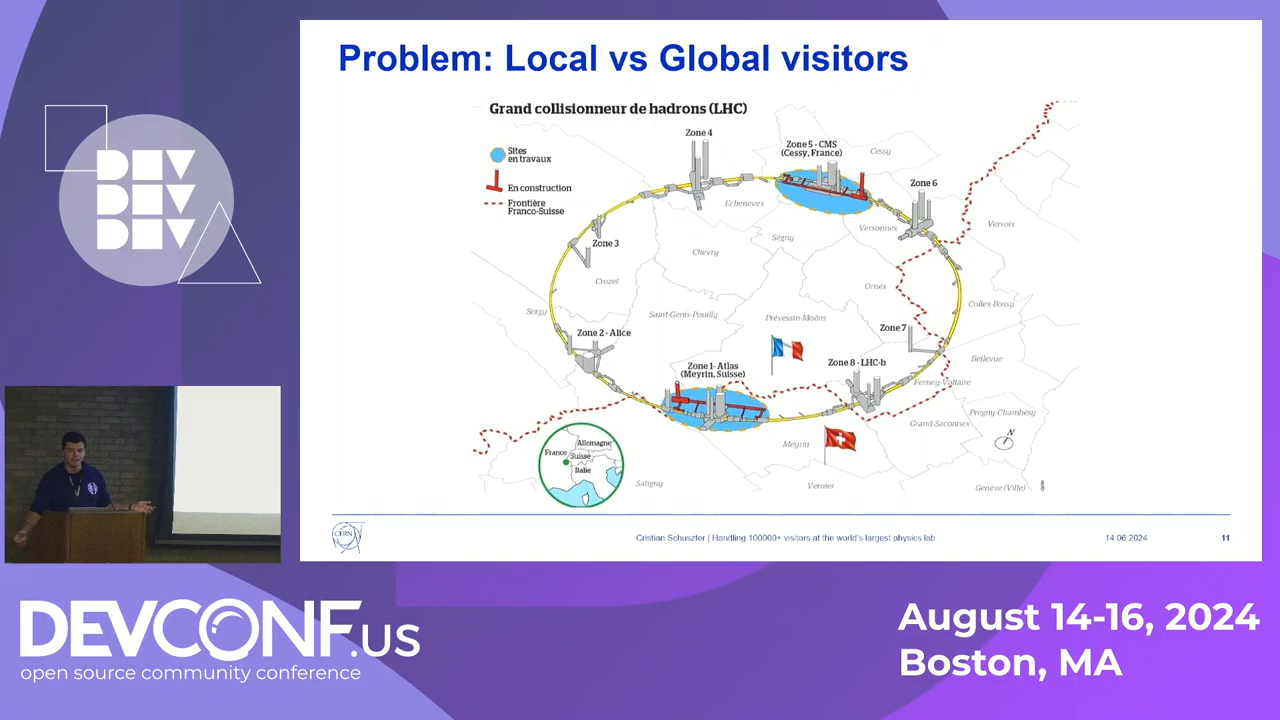 Problem: Local vs Global visitors
Grand collisionneur de hadrons (LHC)
Sites
en travaux
En construction
Frontière
Franco-Suisse
Zone 4
Zone 5 - CMS
(Cessy, France)
Cessy
Zone 6
Echenevex
Versonnex
Versoix
Zone 3
Ségny
Chevry
Crozet
Ornex
Collex-Bossy
Sergy
Saint-Genis-Pouilly
Prévessin-Moëns
Zone 7
Zone 2 - Alice
Bellevue
Zone 1- Atlas
(Meyrin, Suisse)
Zone 8 - LHC-b
Ferney-Voltaire
Pregny-Chambésy
Grand-Saconnex
N
Meyrin
Allemagne
France
Suisse
Italie
Satigny
Vernier
Genève (Ville)
CERN
Cristian Schuszter | Handling 100000+ visitors at the world's largest physics lab
14.06.2024
11
DEV
DEV
DEV
DEVCONF.US
open source community conference
August 14-16, 2024
Boston, MA